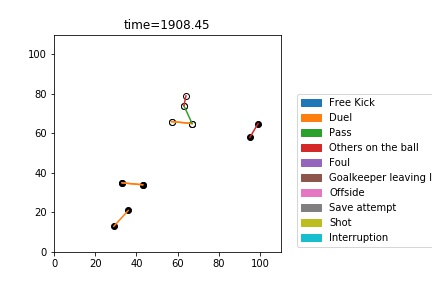 time=1908.45
100
80
60
40
20
0
0 20 40 60 80 100
Free Kick
Duel
Pass
Others on the ball
Foul
Goalkeeper leaving l
Offside
Save attempt
Shot
Interruption